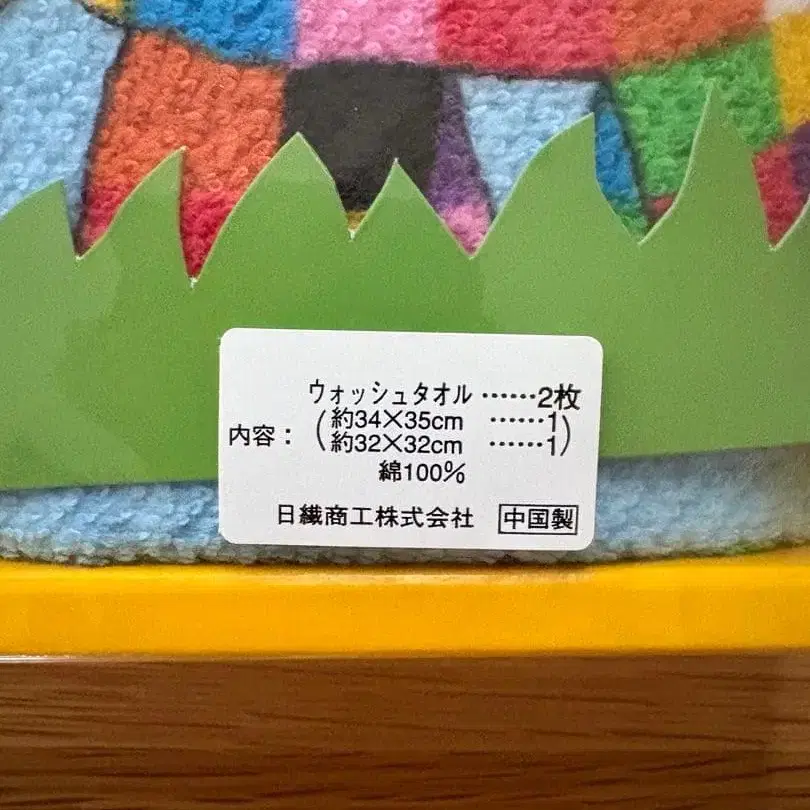 ウォッシュタオル ……2枚
内容：（約34×35cm ……1
約32×32cm ……1）
綿100％
日繊商工株式会社 中国製